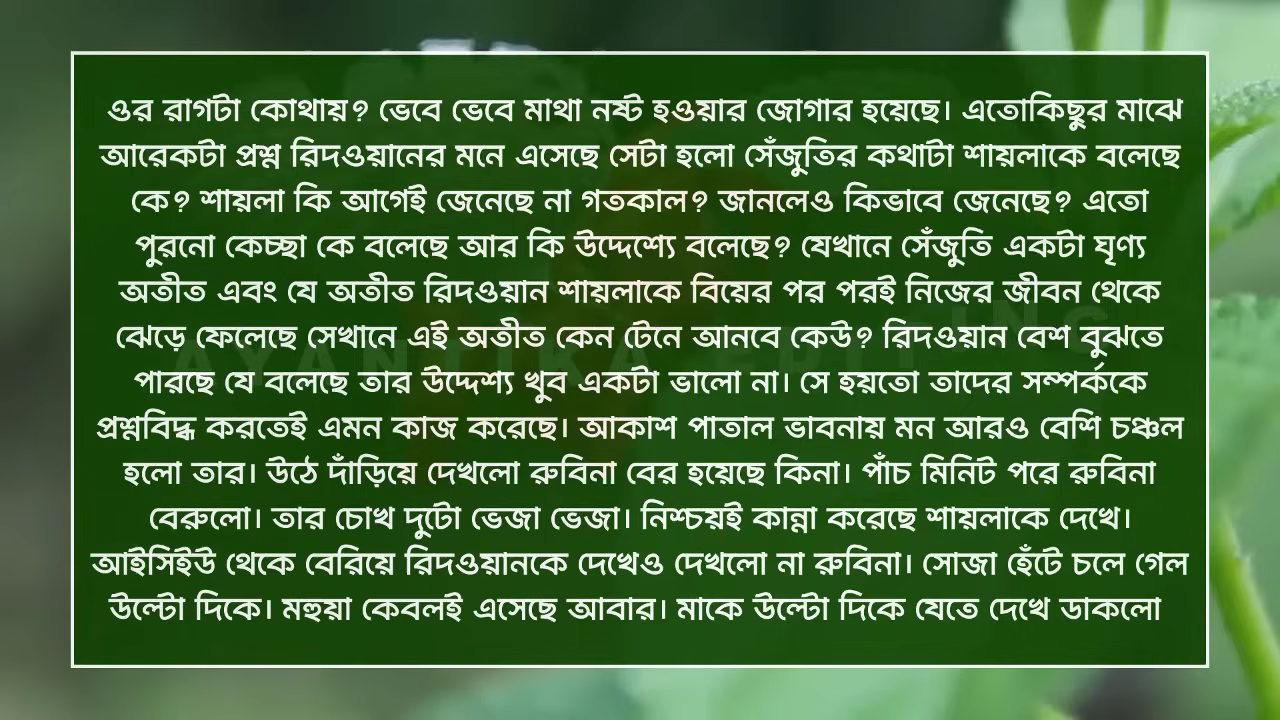 ওর রাগটা কোথায়? ভেবে ভেবে মাথা নষ্ট হওয়ার জোগার হয়েছে। এতোকিছুর মাঝে
আরেকটা প্রশ্ন রিদওয়ানের মনে এসেছে সেটা হলো সেঁজুতির কথাটা শায়লাকে বলেছে
কে? শায়লা কি আগেই জেনেছে না গতকাল? জানলেও কিভাবে জেনেছে? এতো
পুরনো কেচ্ছা কে বলেছে আর কি উদ্দেশ্যে বলেছে? যেখানে সেঁজুতি একটা ঘৃণ্য
অতীত এবং যে অতীত রিদওয়ান শায়লাকে বিয়ের পর পরই নিজের জীবন থেকে
ঝেড়ে ফেলেছে সেখানে এই অতীত কেন টেনে আনবে কেউ? রিদওয়ান বেশ বুঝতে
পারছে যে বলেছে তার উদ্দেশ্য খুব একটা ভালো না। সে হয়তো তাদের সম্পর্ককে
প্রশ্নবিদ্ধ করতেই এমন কাজ করেছে। আকাশ পাতাল ভাবনায় মন আরও বেশি চঞ্চল
হলো তার। উঠে দাঁড়িয়ে দেখলো রুবিনা বের হয়েছে কিনা। পাঁচ মিনিট পরে রুবিনা
বেরুলো। তার চোখ দুটো ভেজা ভেজা। নিশ্চয়ই কান্না করেছে শায়লাকে দেখে।
আইসিইউ থেকে বেরিয়ে রিদওয়ানকে দেখেও দেখলো না রুবিনা। সোজা হেঁটে চলে গেল
উল্টো দিকে। মহুয়া কেবলই এসেছে আবার। মাকে উল্টো দিকে যেতে দেখে ডাকলো